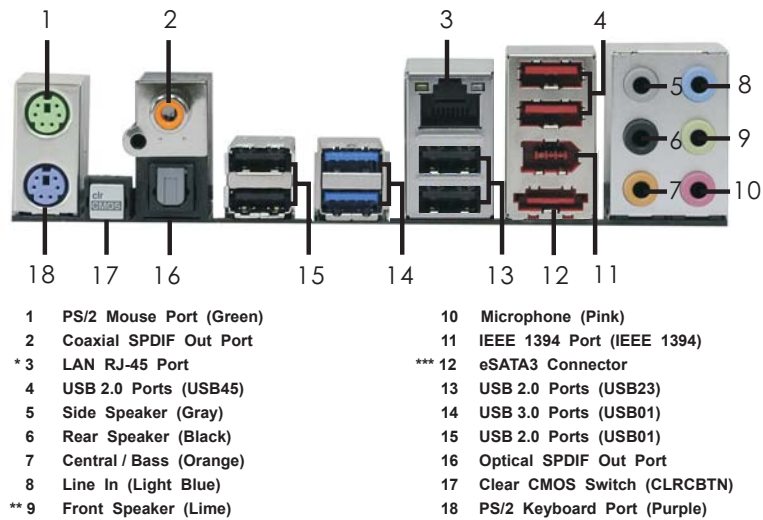 1 2 3 4
clr
CMOS
5 8
6 9
7 10
18 17 16 15 14 13 12 11
1 PS/2 Mouse Port (Green)
2 Coaxial SPDIF Out Port
* 3 LAN RJ-45 Port
4 USB 2.0 Ports (USB45)
5 Side Speaker (Gray)
6 Rear Speaker (Black)
7 Central / Bass (Orange)
8 Line In (Light Blue)
** 9 Front Speaker (Lime)
10 Microphone (Pink)
11 IEEE 1394 Port (IEEE 1394)
*** 12 eSATA3 Connector
13 USB 2.0 Ports (USB23)
14 USB 3.0 Ports (USB01)
15 USB 2.0 Ports (USB01)
16 Optical SPDIF Out Port
17 Clear CMOS Switch (CLRCBTN)
18 PS/2 Keyboard Port (Purple)